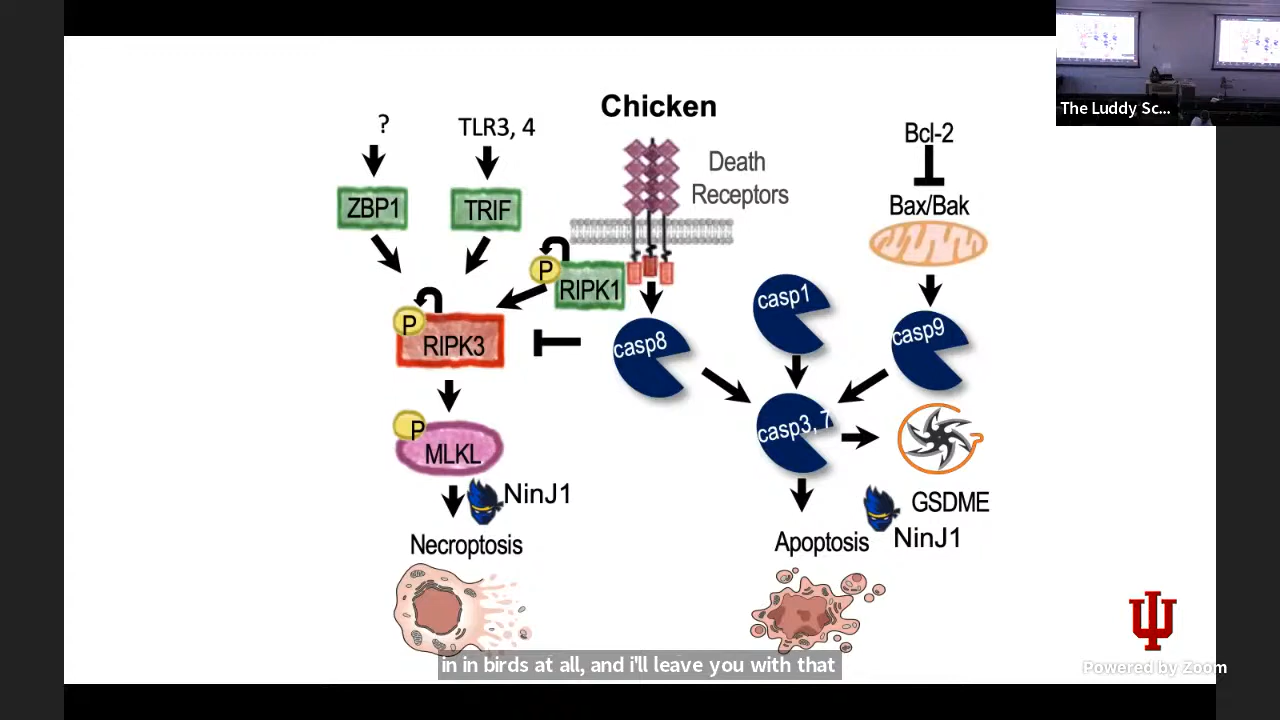 The Luddy Sc...
Chicken
?
TLR3, 4
Death
Receptors
Bcl-2
Bax/Bak
ZBP1
TRIF
P
RIPK1
P
RIPK3
casp8
casp1
casp9
casp3, 7
P
MLKL
NinJ1
GSDME
NinJ1
Necroptosis
Apoptosis
in in birds at all, and i'll leave you with that
Powered by Zoom